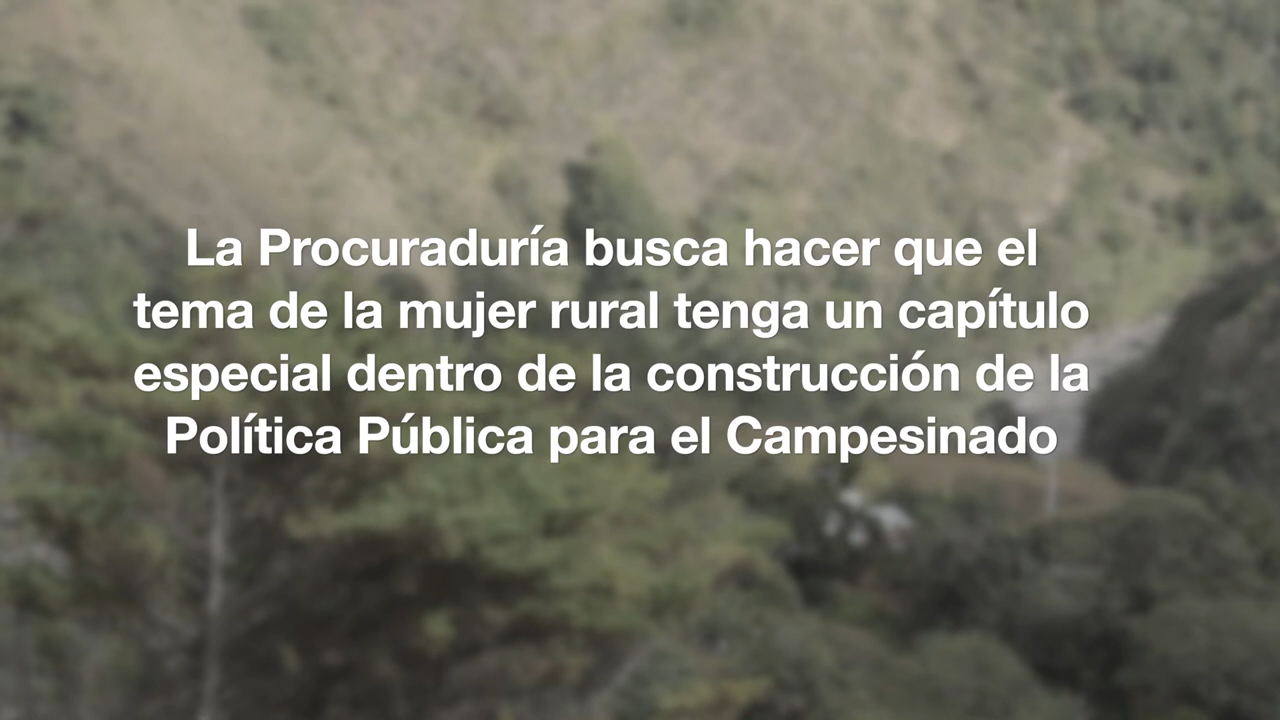 La Procuraduría busca hacer que el
tema de la mujer rural tenga un capítulo
especial dentro de la construcción de la
Política Pública para el Campesinado